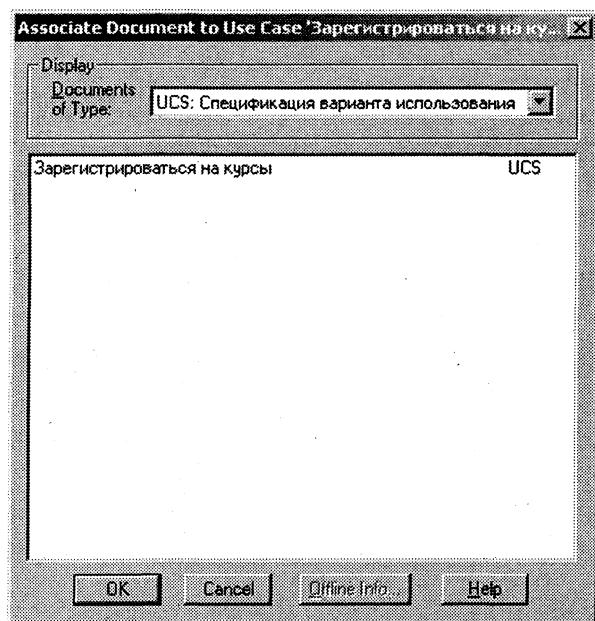 Associate Document to Use Case 'Зарегистрироваться на ку...
Display
Documents
of Type:
UCS: Спецификация варианта использования
Зарегистрироваться на курсы UCS
OK Cancel Offline Info... Help